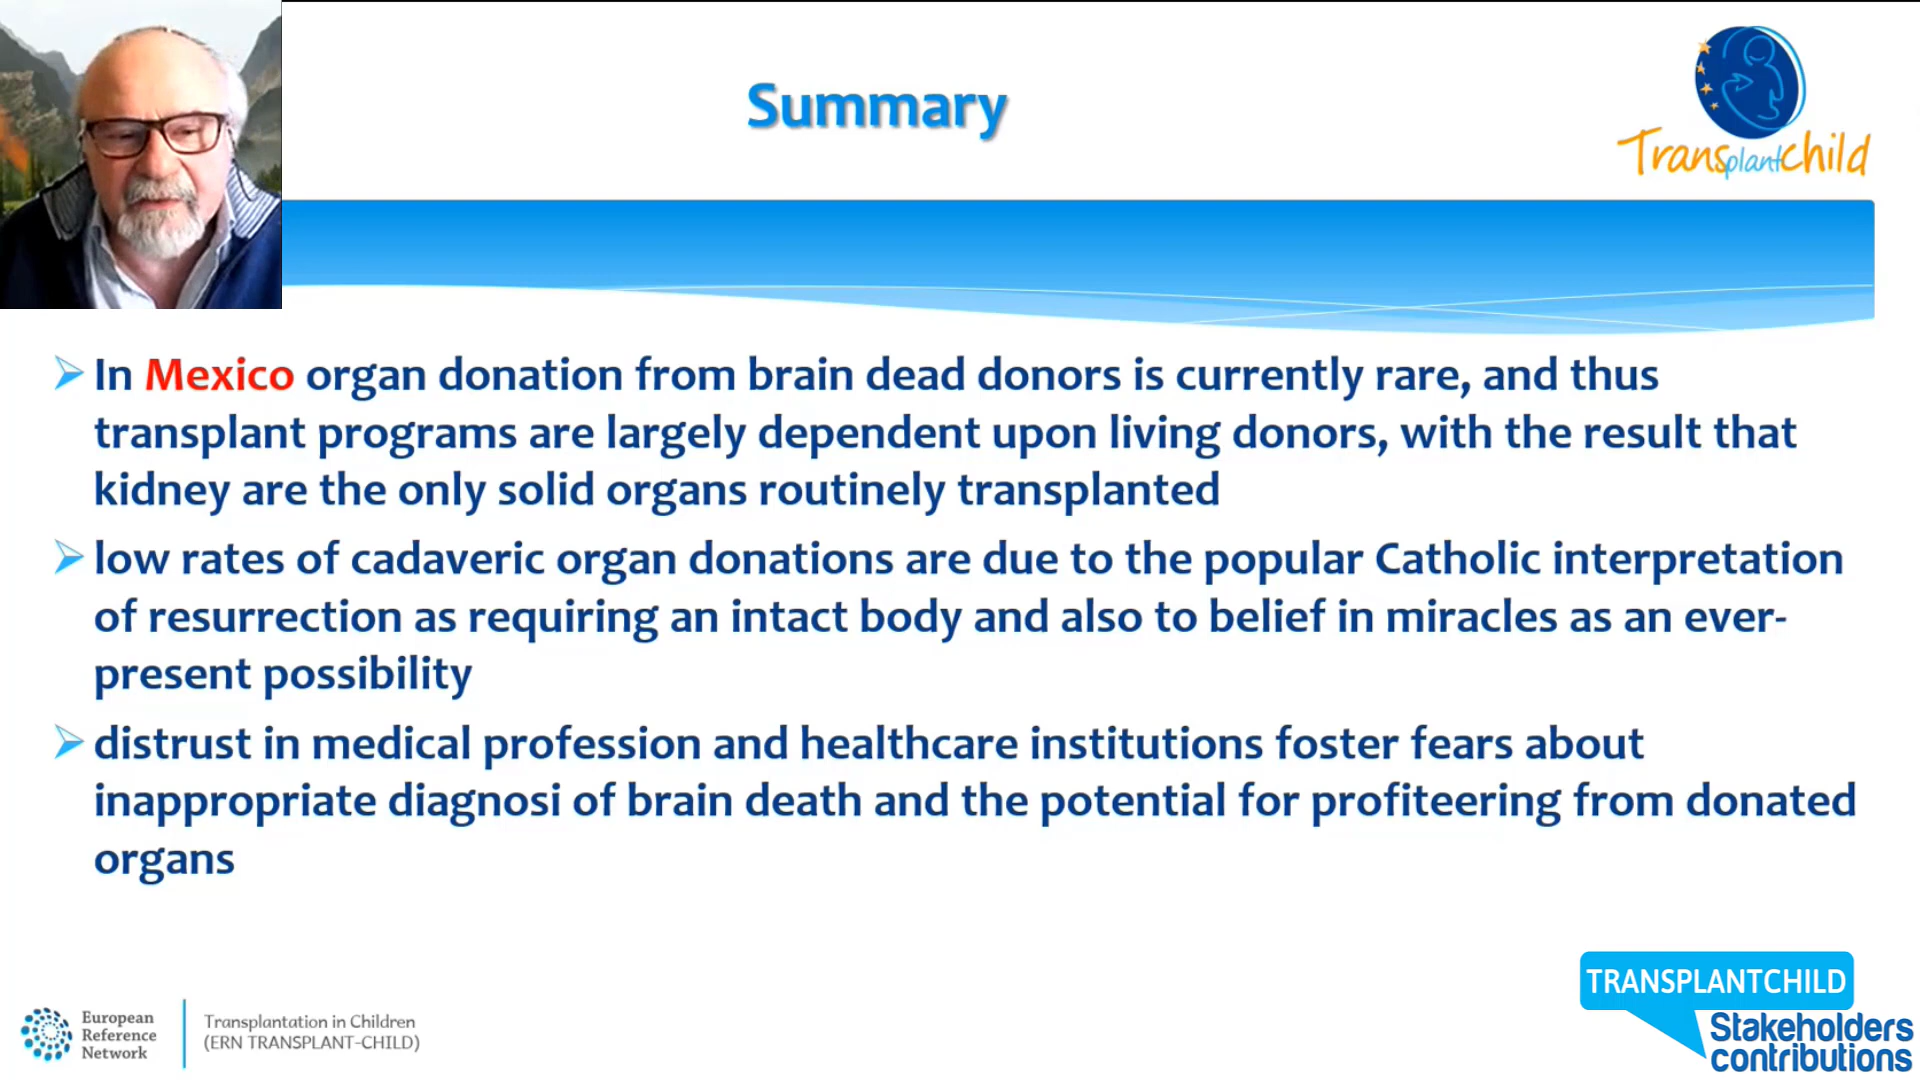 Summary
Transplantchild
In Mexico organ donation from brain dead donors is currently rare, and thus
transplant programs are largely dependent upon living donors, with the result that
kidney are the only solid organs routinely transplanted
low rates of cadaveric organ donations are due to the popular Catholic interpretation
of resurrection as requiring an intact body and also to belief in miracles as an ever-
present possibility
distrust in medical profession and healthcare institutions foster fears about
inappropriate diagnosi of brain death and the potential for profiteering from donated
organs
European
Reference
Network
Transplantation in Children
(ERN TRANSPLANT-CHILD)
TRANSPLANTCHILD
Stakeholders
contributions